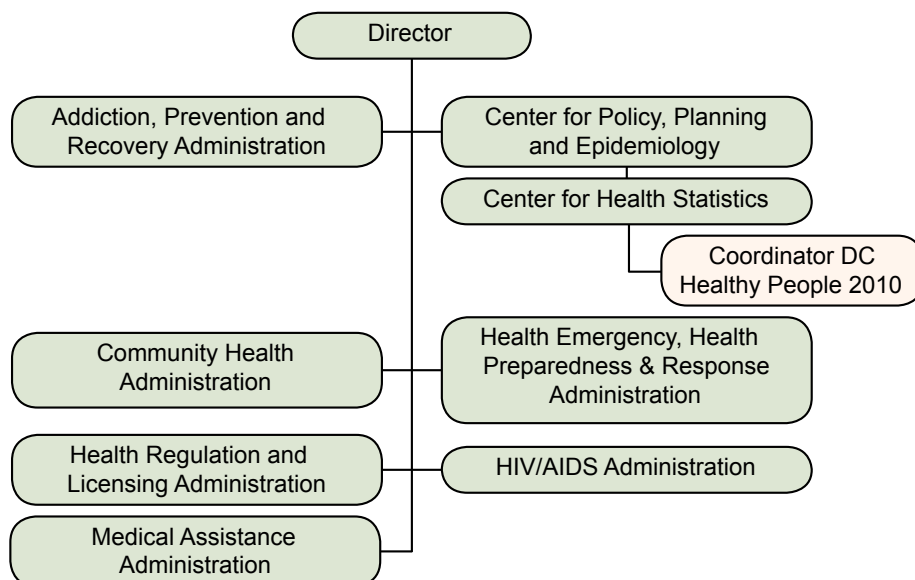 Director
Addiction, Prevention and
Recovery Administration
Center for Policy, Planning
and Epidemiology
Center for Health Statistics
Coordinator DC
Healthy People 2010
Community Health
Administration
Health Emergency, Health
Preparedness & Response
Administration
Health Regulation and
Licensing Administration
HIV/AIDS Administration
Medical Assistance
Administration